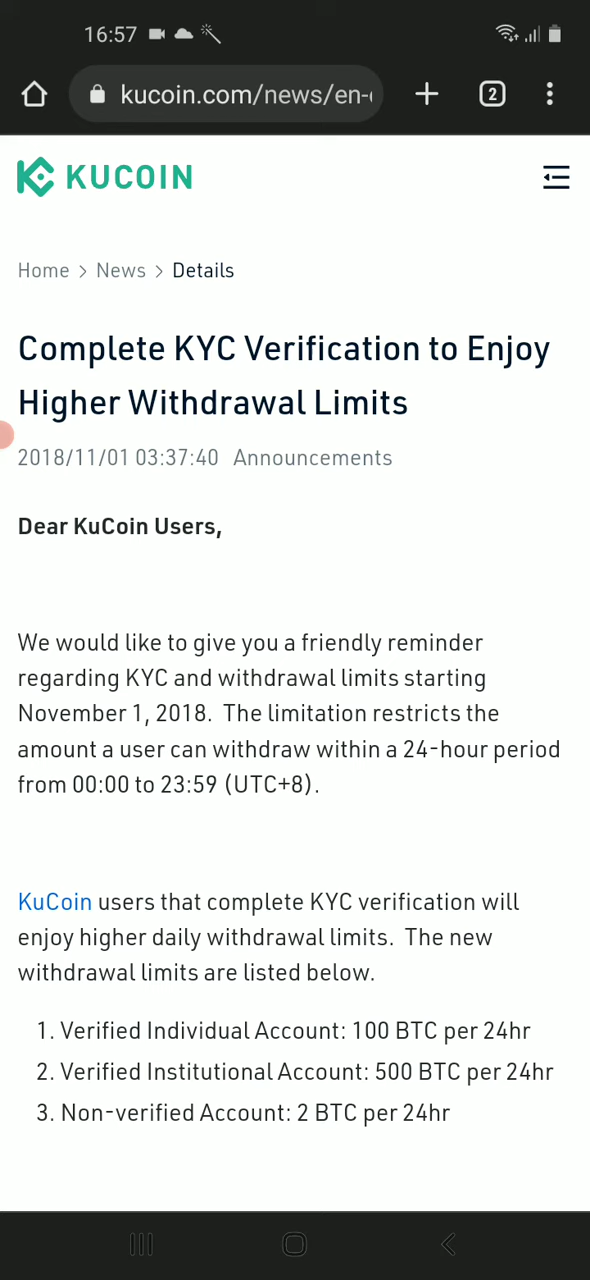 16:57
kucoin.com/news/en-
2
KUCOIN
Home > News > Details
Complete KYC Verification to Enjoy
Higher Withdrawal Limits
2018/11/01 03:37:40 Announcements
Dear KuCoin Users,
We would like to give you a friendly reminder
regarding KYC and withdrawal limits starting
November 1, 2018.  The limitation restricts the
amount a user can withdraw within a 24-hour period
from 00:00 to 23:59 (UTC+8).
KuCoin users that complete KYC verification will
enjoy higher daily withdrawal limits.  The new
withdrawal limits are listed below.
1. Verified Individual Account: 100 BTC per 24hr
2. Verified Institutional Account: 500 BTC per 24hr
3. Non-verified Account: 2 BTC per 24hr